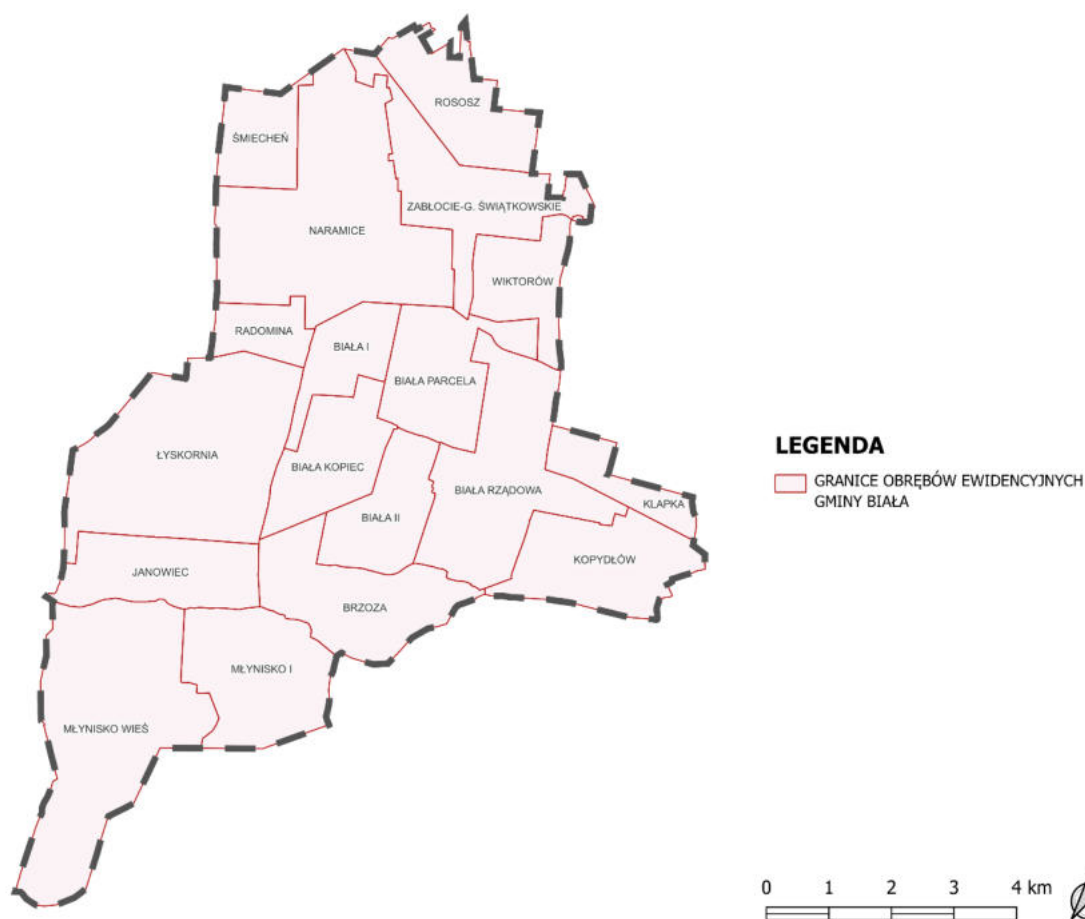 ROSOSZ
ŚMIECHEŃ
ZABŁOCIE-G. ŚWIĄTKOWSKIE
NARAMICE
WIKTORÓW
RADOMINA
BIAŁA I
BIAŁA PARCELA
LEGENDA
GRANICE OBRĘBÓW EWIDENCYJNYCH
GMINY BIAŁA
ŁYSKORNIA
BIAŁA KOPIEC
BIAŁA RZĄDOWA
KLAPKA
BIAŁA II
KOPYDŁÓW
JANOWIEC
BRZOZA
MŁYNISKO I
MŁYNISKO WIEŚ
0 1 2 3 4 km